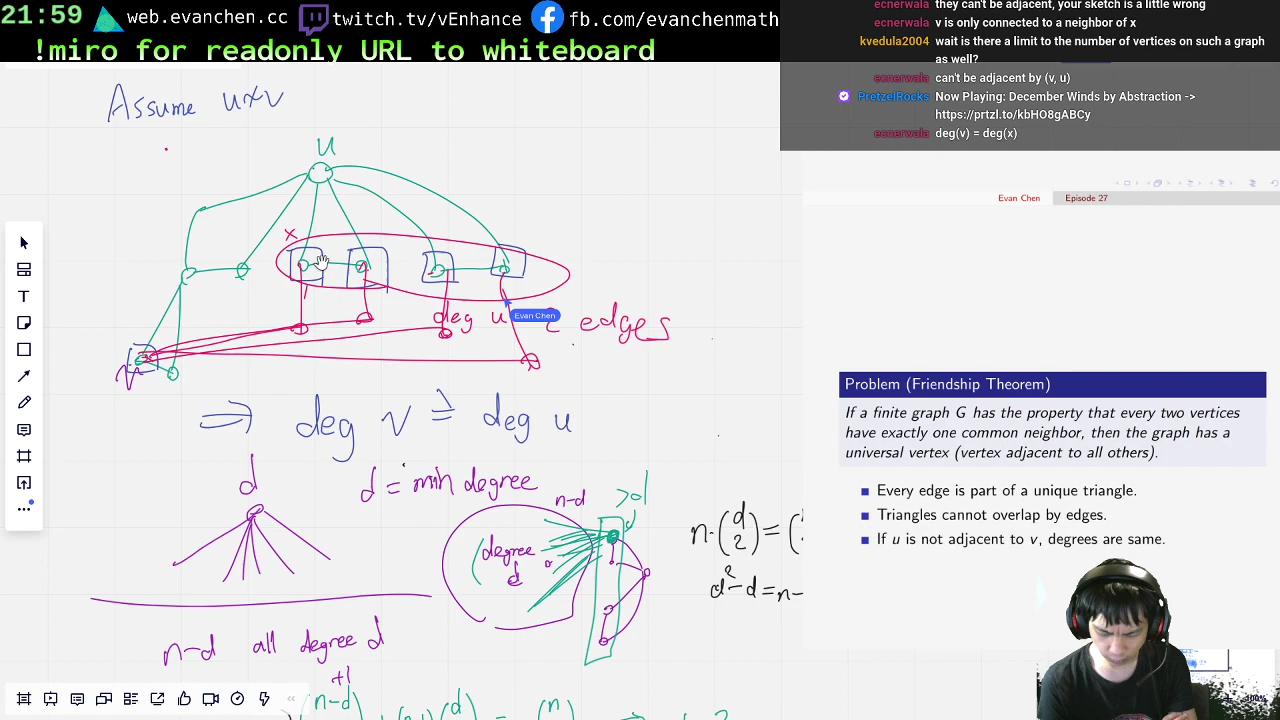 21:59
web.evanchen.cc
twitch.tv/vEnhance
fb.com/evanchenmath
!miro for readonly URL to whiteboard
ecnerwala they can't be adjacent, your sketch is a little wrong
ecnerwala v is only connected to a neighbor of x
kvedula2004 wait is there a limit to the number of vertices on such a graph
as well?
ecnerwala can't be adjacent by (v, u)
PretzelRocks Now Playing: December Winds by Abstraction ->
https://prtzl.to/kbHO8gABCy
ecnerwala deg(v) = deg(x)
Assume u≁v
u
x
deg u
2 edges
Evan Chen
v
⇒ deg v ≥ deg u
d
d = min degree
n-d
>d
degree
d
n-d all degree d
+1
Evan Chen
Episode 27
Problem (Friendship Theorem)
If a finite graph G has the property that every two vertices
have exactly one common neighbor, then the graph has a
universal vertex (vertex adjacent to all others).
Every edge is part of a unique triangle.
Triangles cannot overlap by edges.
If u is not adjacent to v, degrees are same.